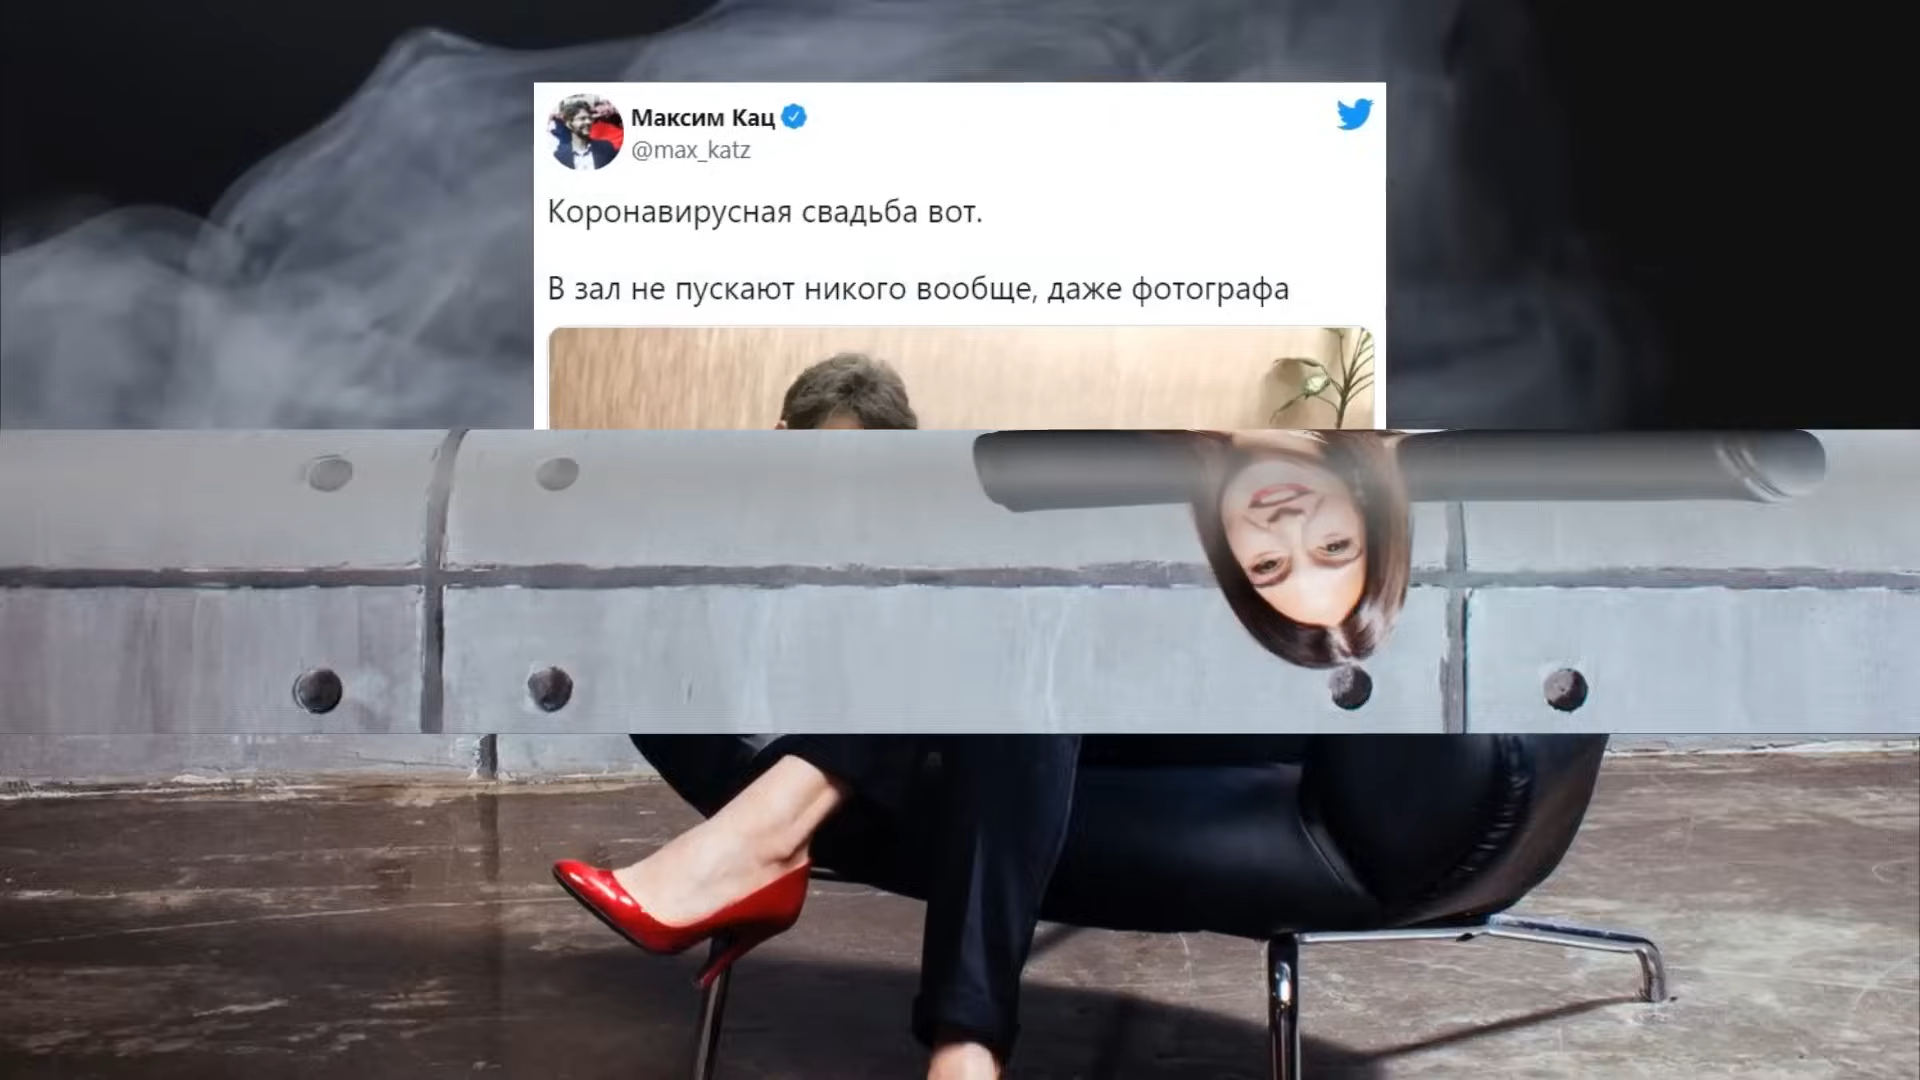 Максим Кац
@max_katz
Коронавирусная свадьба вот.
В зал не пускают никого вообще, даже фотографа